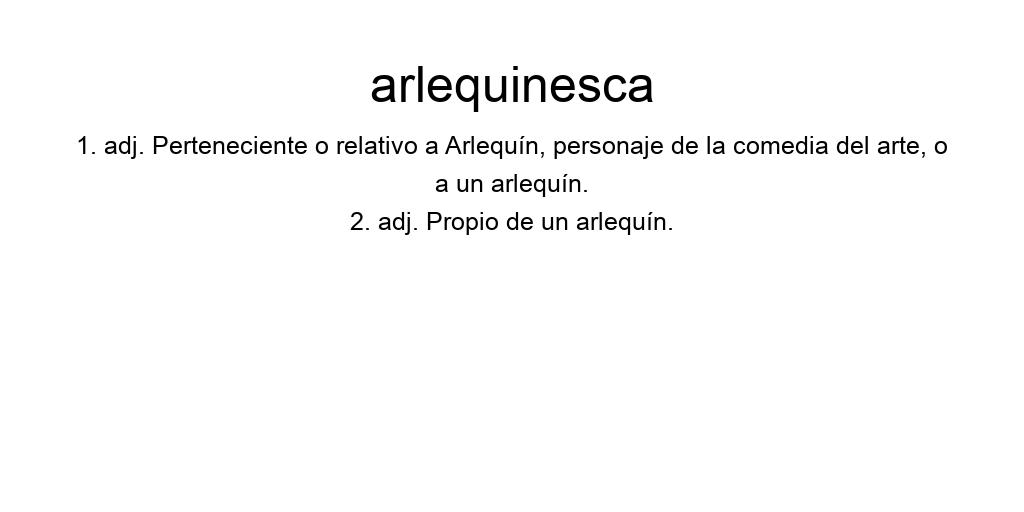 arlequinesca
1. adj. Perteneciente o relativo a Arlequín, personaje de la comedia del arte, o
a un arlequín.
2. adj. Propio de un arlequín.